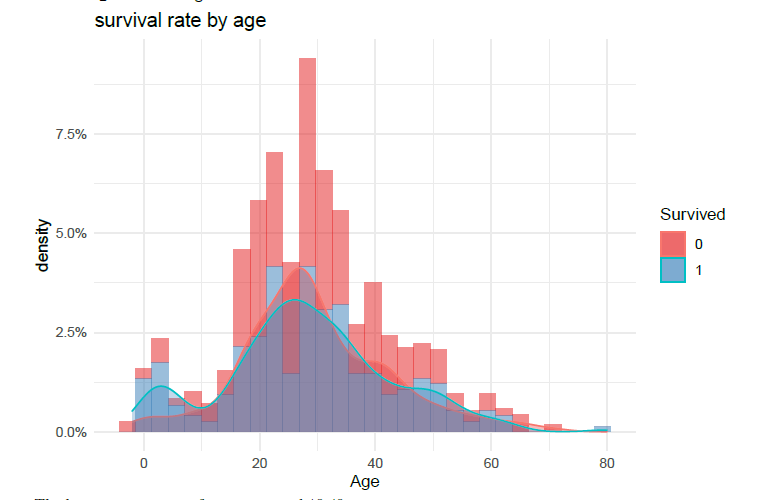 survival rate by age
7.5%
5.0%
2.5%
0.0%
density
0 20 40 60 80
Age
Survived
0
1